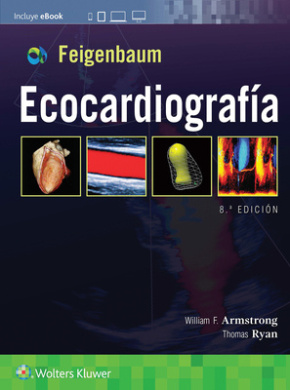 Incluye eBook
Feigenbaum
Ecocardiografía
8.ª EDICIÓN
William F. Armstrong
Thomas Ryan
Wolters Kluwer